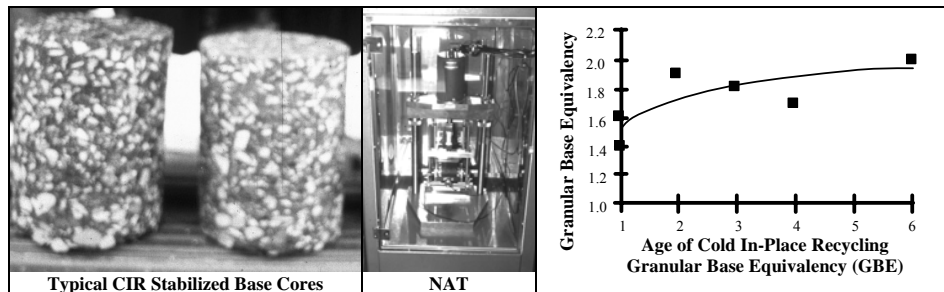 Typical CIR Stabilized Base Cores
NAT
Granular Base Equivalency
2.2
2.0
1.8
1.6
1.4
1.2
1.0
1 2 3 4 5 6
Age of Cold In-Place Recycling
Granular Base Equivalency (GBE)